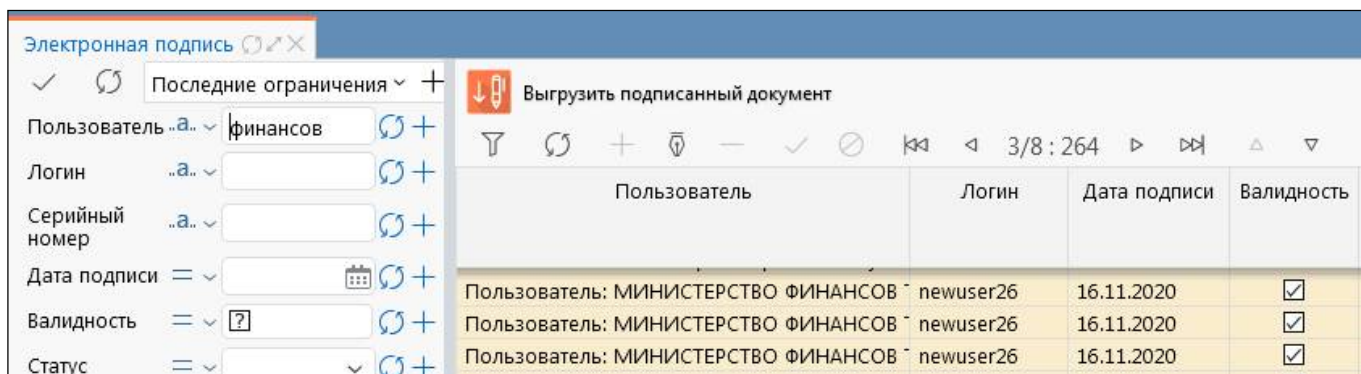 Электронная подпись
Последние ограничения
Пользователь ..a.. финансов
Логин ..a..
Серийный номер ..a..
Дата подписи =
Валидность = ?
Статус =
Выгрузить подписанный документ
3/8 : 264
Пользователь Логин Дата подписи Валидность
Пользователь: МИНИСТЕРСТВО ФИНАНСОВ newuser26 16.11.2020
Пользователь: МИНИСТЕРСТВО ФИНАНСОВ newuser26 16.11.2020
Пользователь: МИНИСТЕРСТВО ФИНАНСОВ newuser26 16.11.2020